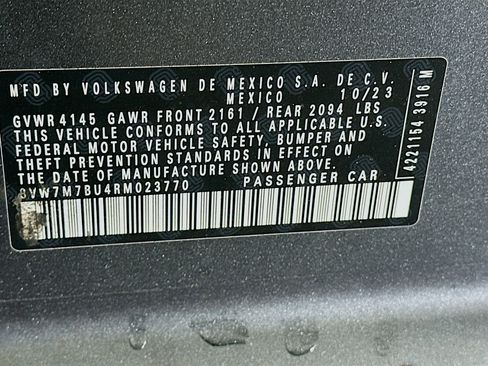 MFD BY VOLKSWAGEN DE MEXICO S.A. DE C.V.
MEXICO 10/23
GVWR 4145 GAWR FRONT 2161 / REAR 2094 LBS
THIS VEHICLE CONFORMS TO ALL APPLICABLE U.S.
FEDERAL MOTOR VEHICLE SAFETY, BUMPER AND
THEFT PREVENTION STANDARDS IN EFFECT ON
THE DATE OF MANUFACTURE SHOWN ABOVE.
3VW7M7BU4RM023770 PASSENGER CAR
4221154 3916 M